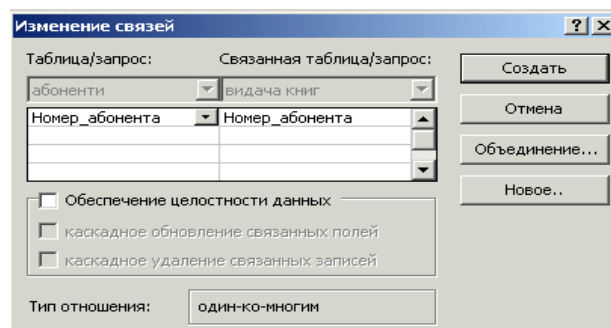 Изменение связей
Таблица/запрос: Связанная таблица/запрос:
Создать
абоненти видача книг
Отмена
Номер_абонента Номер_абонента
Объединение...
Новое..
Обеспечение целостности данных
каскадное обновление связанных полей
каскадное удаление связанных записей
Тип отношения: один-ко-многим